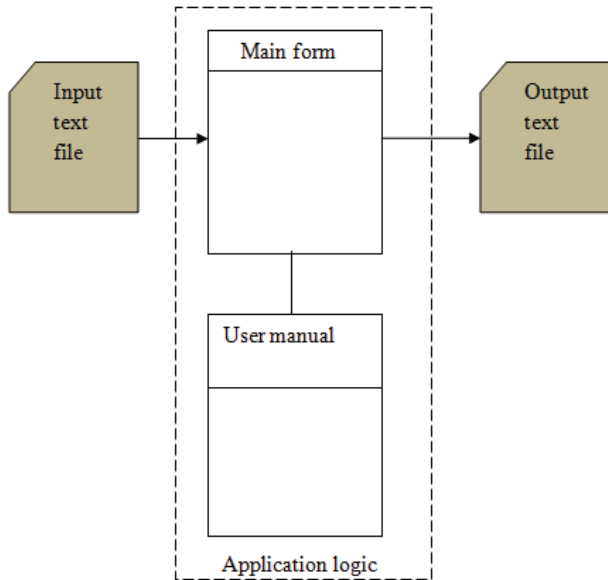 Main form
Input
text
file
Output
text
file
User manual
Application logic